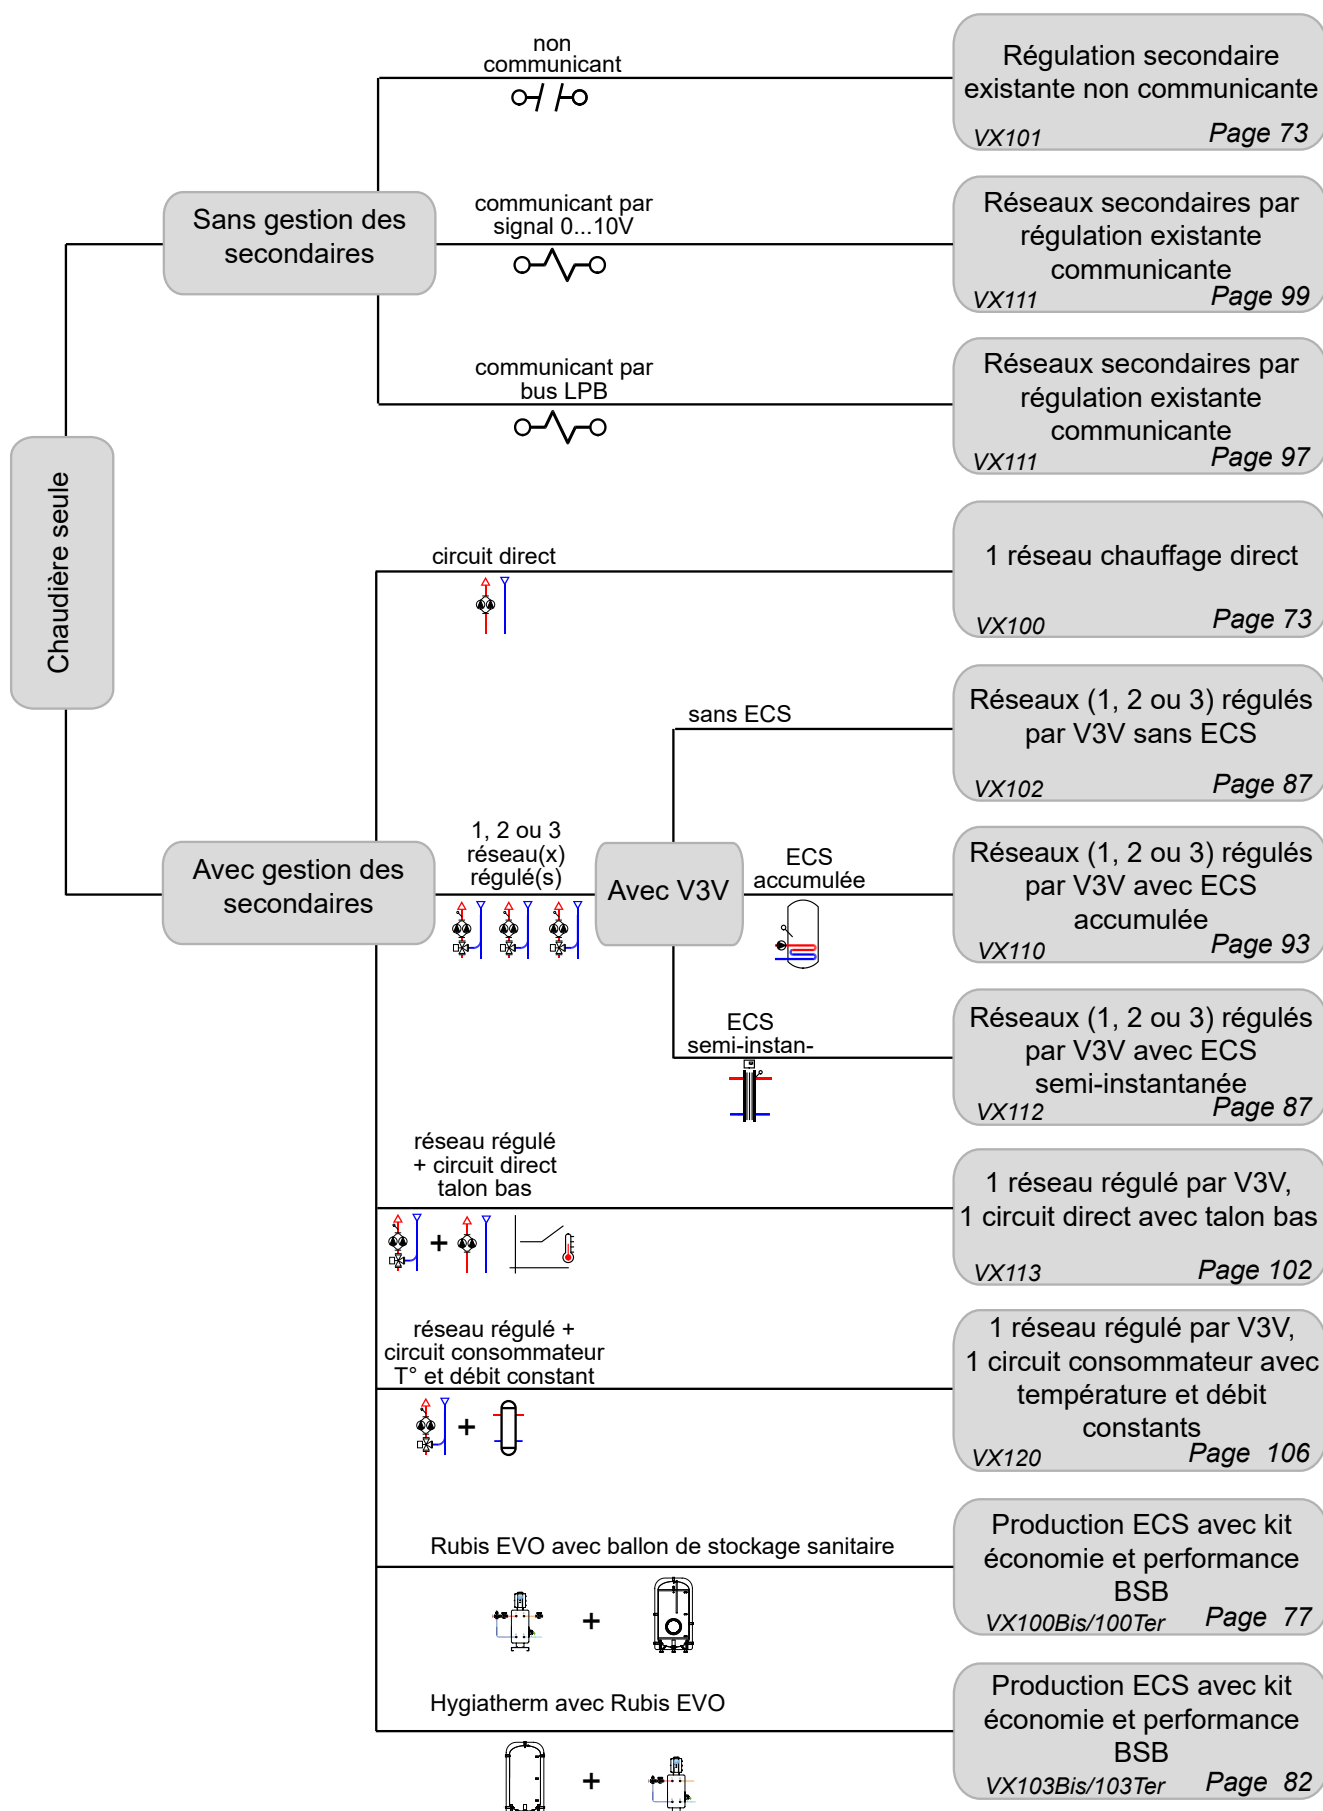 non
communicant
Régulation secondaire
existante non communicante
VX101 Page 73
Sans gestion des
secondaires
communicant par
signal 0...10V
Réseaux secondaires par
régulation existante
communicante
VX111 Page 99
communicant par
bus LPB
Réseaux secondaires par
régulation existante
communicante
VX111 Page 97
Chaudière seule
circuit direct
1 réseau chauffage direct
VX100 Page 73
sans ECS
Réseaux (1, 2 ou 3) régulés
par V3V sans ECS
VX102 Page 87
Avec gestion des
secondaires
1, 2 ou 3
réseau(x)
régulé(s)
Avec V3V
ECS
accumulée
Réseaux (1, 2 ou 3) régulés
par V3V avec ECS
accumulée
VX110 Page 93
ECS
semi-instan-
Réseaux (1, 2 ou 3) régulés
par V3V avec ECS
semi-instantanée
VX112 Page 87
réseau régulé
+ circuit direct
talon bas
+
1 réseau régulé par V3V,
1 circuit direct avec talon bas
VX113 Page 102
réseau régulé +
circuit consommateur
T° et débit constant
+
1 réseau régulé par V3V,
1 circuit consommateur avec
température et débit
constants
VX120 Page 106
Rubis EVO avec ballon de stockage sanitaire
+
Production ECS avec kit
économie et performance
BSB
VX100Bis/100Ter Page 77
Hygiatherm avec Rubis EVO
+
Production ECS avec kit
économie et performance
BSB
VX103Bis/103Ter Page 82